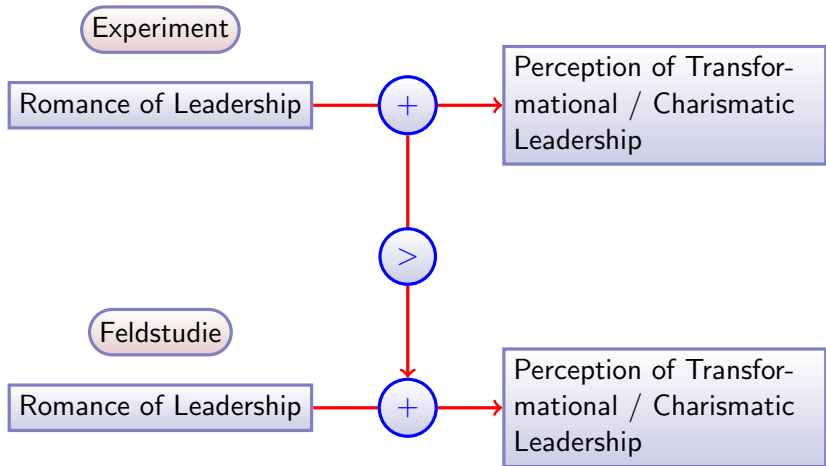 Experiment
Romance of Leadership
+
Perception of Transfor-
mational / Charismatic
Leadership
>
Feldstudie
Romance of Leadership
+
Perception of Transfor-
mational / Charismatic
Leadership